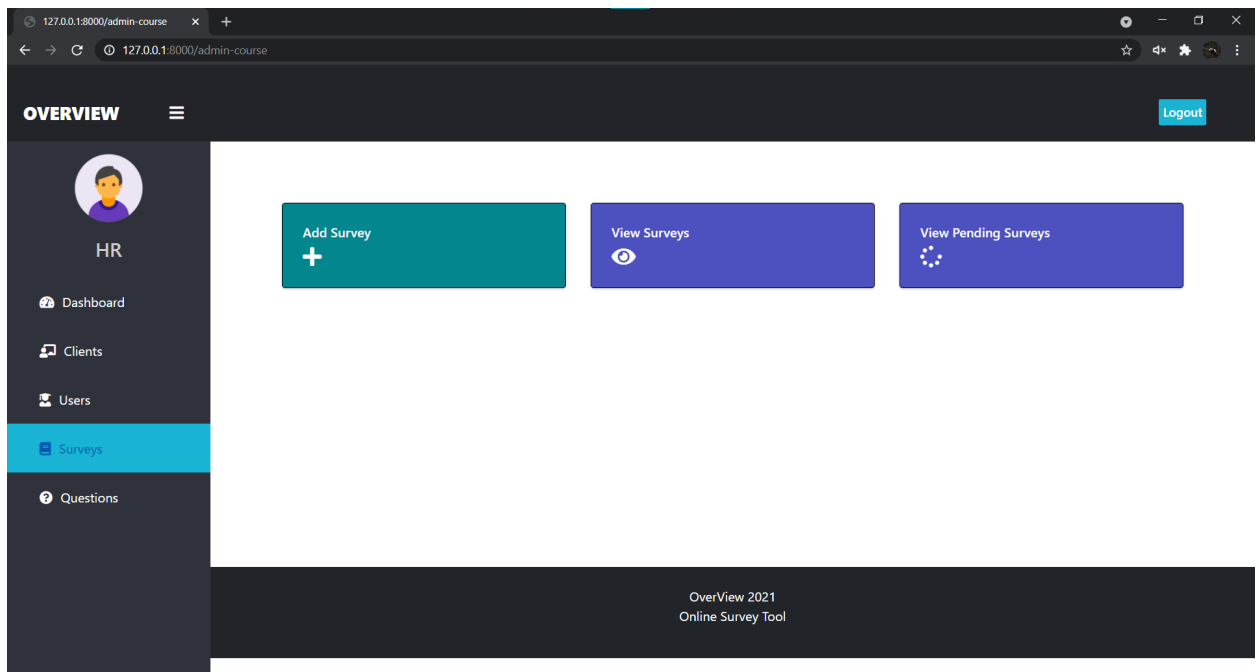 127.0.0.1:8000/admin-course
127.0.0.1:8000/admin-course
OVERVIEW
Logout
HR
Dashboard
Clients
Users
Surveys
Questions
Add Survey
View Surveys
View Pending Surveys
OverView 2021
Online Survey Tool